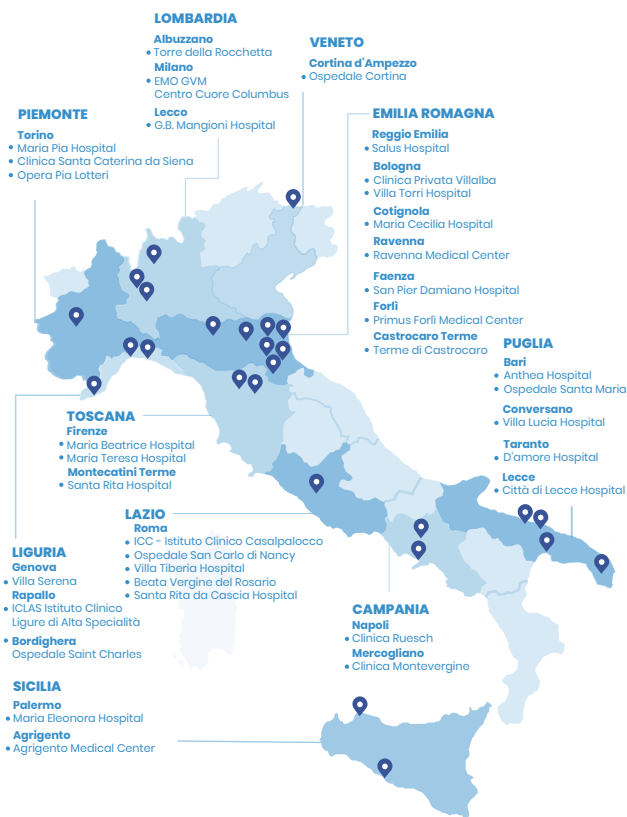 LOMBARDIA
Albuzzano
• Torre della Rocchetta
Milano
• EMO GVM
Centro Cuore Columbus
Lecco
• G.B. Mangioni Hospital
VENETO
Cortina d'Ampezzo
• Ospedale Cortina
PIEMONTE
Torino
• Maria Pia Hospital
• Clinica Santa Caterina da Siena
• Opera Pia Lotteri
EMILIA ROMAGNA
Reggio Emilia
• Salus Hospital
Bologna
• Clinica Privata Villalba
• Villa Torri Hospital
Cotignola
• Maria Cecilia Hospital
Ravenna
• Ravenna Medical Center
Faenza
• San Pier Damiano Hospital
Forlì
• Primus Forlì Medical Center
Castrocaro Terme
• Terme di Castrocaro
PUGLIA
Bari
• Anthea Hospital
• Ospedale Santa Maria
Conversano
• Villa Lucia Hospital
Taranto
• D'amore Hospital
Lecce
• Città di Lecce Hospital
TOSCANA
Firenze
• Maria Beatrice Hospital
• Maria Teresa Hospital
Montecatini Terme
• Santa Rita Hospital
LAZIO
Roma
• ICC - Istituto Clinico Casalpalocco
• Ospedale San Carlo di Nancy
• Villa Tiberia Hospital
• Beata Vergine del Rosario
• Santa Rita da Cascia Hospital
LIGURIA
Genova
• Villa Serena
Rapallo
• ICLAS Istituto Clinico
Ligure di Alta Specialità
• Bordighera
Ospedale Saint Charles
CAMPANIA
Napoli
• Clinica Ruesch
Mercogliano
• Clinica Montevergine
SICILIA
Palermo
• Maria Eleonora Hospital
Agrigento
• Agrigento Medical Center